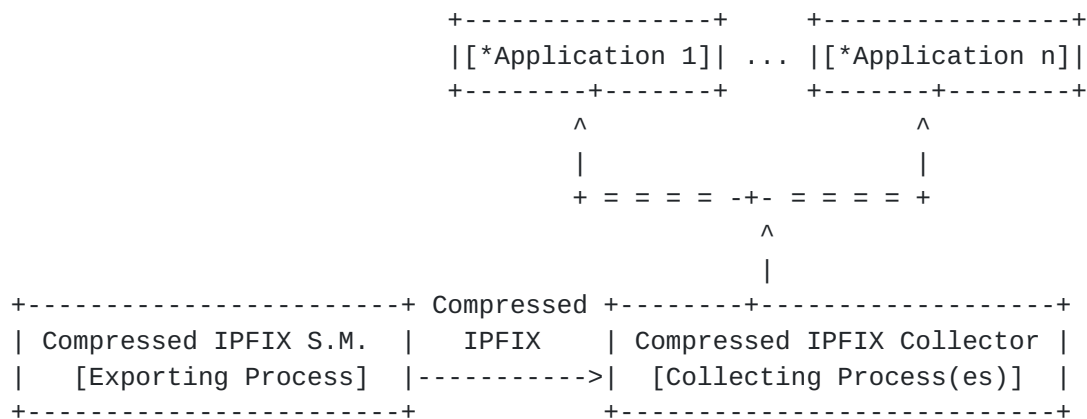 +----------------+     +----------------+
|[*Application 1]| ... |[*Application n]|
+--------+-------+     +-------+--------+
^                     ^
|                     |
+ = = = = -+- = = = = +
^
|
+------------------------+ Compressed +--------+-------------------+
| Compressed IPFIX S.M.  |   IPFIX    | Compressed IPFIX Collector |
|   [Exporting Process]  |----------->|  [Collecting Process(es)]  |
+------------------------+            +----------------------------+